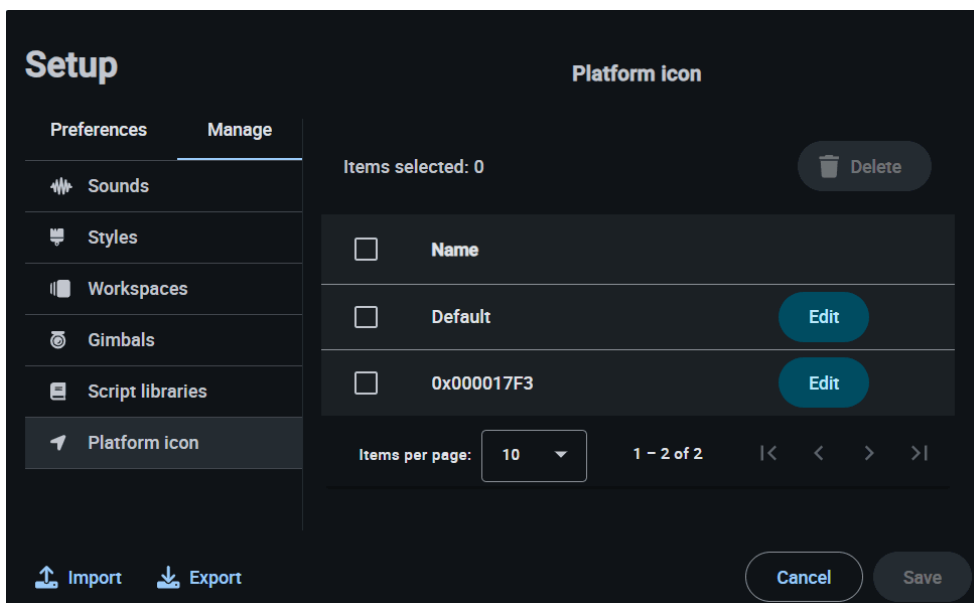 Setup
Platform icon
Preferences Manage
Sounds
Styles
Workspaces
Gimbals
Script libraries
Platform icon
Items selected: 0
Delete
Name
Default Edit
0x000017F3 Edit
Items per page: 10 1 – 2 of 2
Import Export
Cancel Save